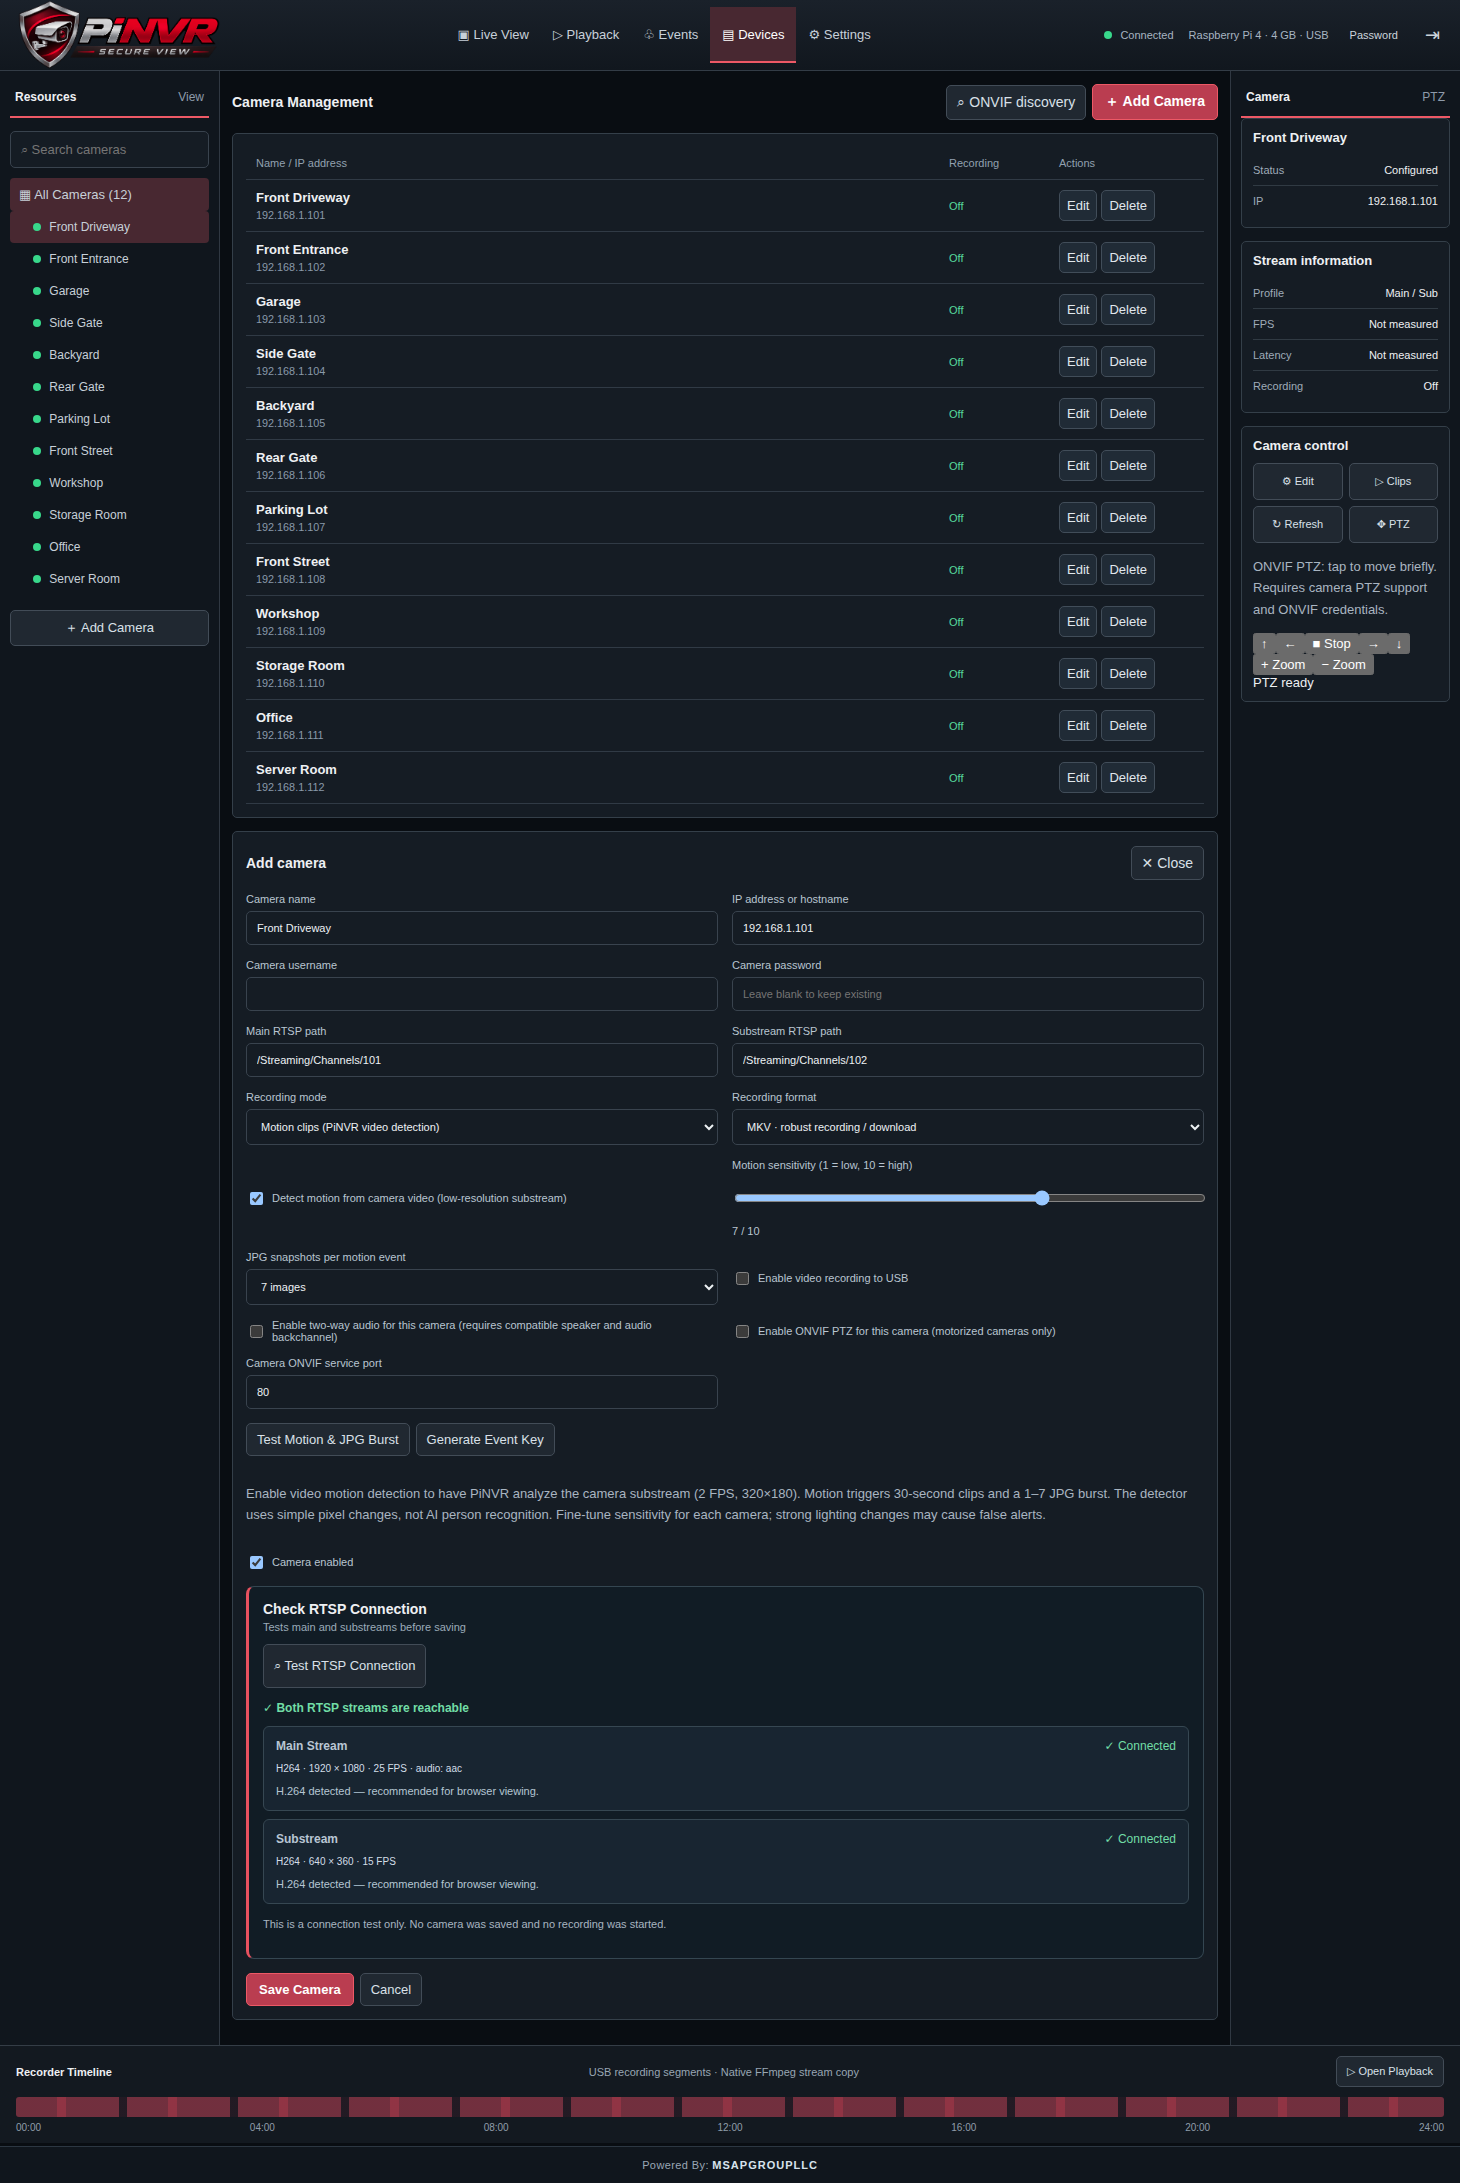 PiNVR
SECURE VIEW
▣ Live View
▷ Playback
♧ Events
▤ Devices
⚙ Settings
Connected
Raspberry Pi 4 · 4 GB · USB
Password
⇥
Resources
View
⌕ Search cameras
▦ All Cameras (12)
Front Driveway
Front Entrance
Garage
Side Gate
Backyard
Rear Gate
Parking Lot
Front Street
Workshop
Storage Room
Office
Server Room
＋ Add Camera
Camera Management
⌕ ONVIF discovery
＋ Add Camera
Name / IP address
Recording
Actions
Front Driveway
192.168.1.101
Off
Edit
Delete
Front Entrance
192.168.1.102
Off
Edit
Delete
Garage
192.168.1.103
Off
Edit
Delete
Side Gate
192.168.1.104
Off
Edit
Delete
Backyard
192.168.1.105
Off
Edit
Delete
Rear Gate
192.168.1.106
Off
Edit
Delete
Parking Lot
192.168.1.107
Off
Edit
Delete
Front Street
192.168.1.108
Off
Edit
Delete
Workshop
192.168.1.109
Off
Edit
Delete
Storage Room
192.168.1.110
Off
Edit
Delete
Office
192.168.1.111
Off
Edit
Delete
Server Room
192.168.1.112
Off
Edit
Delete
Add camera
✕ Close
Camera name
Front Driveway
IP address or hostname
192.168.1.101
Camera username
Camera password
Leave blank to keep existing
Main RTSP path
/Streaming/Channels/101
Substream RTSP path
/Streaming/Channels/102
Recording mode
Motion clips (PiNVR video detection)
Recording format
MKV · robust recording / download
Detect motion from camera video (low-resolution substream)
Motion sensitivity (1 = low, 10 = high)
7 / 10
JPG snapshots per motion event
7 images
Enable video recording to USB
Enable two-way audio for this camera (requires compatible speaker and audio
backchannel)
Enable ONVIF PTZ for this camera (motorized cameras only)
Camera ONVIF service port
80
Test Motion & JPG Burst
Generate Event Key
Enable video motion detection to have PiNVR analyze the camera substream (2 FPS, 320×180). Motion triggers 30-second clips and a 1–7 JPG burst. The detector
uses simple pixel changes, not AI person recognition. Fine-tune sensitivity for each camera; strong lighting changes may cause false alerts.
Camera enabled
Check RTSP Connection
Tests main and substreams before saving
⌕ Test RTSP Connection
✓ Both RTSP streams are reachable
Main Stream
✓ Connected
H264 · 1920 × 1080 · 25 FPS · audio: aac
H.264 detected — recommended for browser viewing.
Substream
✓ Connected
H264 · 640 × 360 · 15 FPS
H.264 detected — recommended for browser viewing.
This is a connection test only. No camera was saved and no recording was started.
Save Camera
Cancel
Camera
PTZ
Front Driveway
Status
Configured
IP
192.168.1.101
Stream information
Profile
Main / Sub
FPS
Not measured
Latency
Not measured
Recording
Off
Camera control
⚙ Edit
▷ Clips
↻ Refresh
✥ PTZ
ONVIF PTZ: tap to move briefly.
Requires camera PTZ support
and ONVIF credentials.
↑ ← ■ Stop → ↓
+ Zoom − Zoom
PTZ ready
Recorder Timeline
USB recording segments · Native FFmpeg stream copy
▷ Open Playback
00:00
04:00
08:00
12:00
16:00
20:00
24:00
Powered By: MSAPGROUPLLC